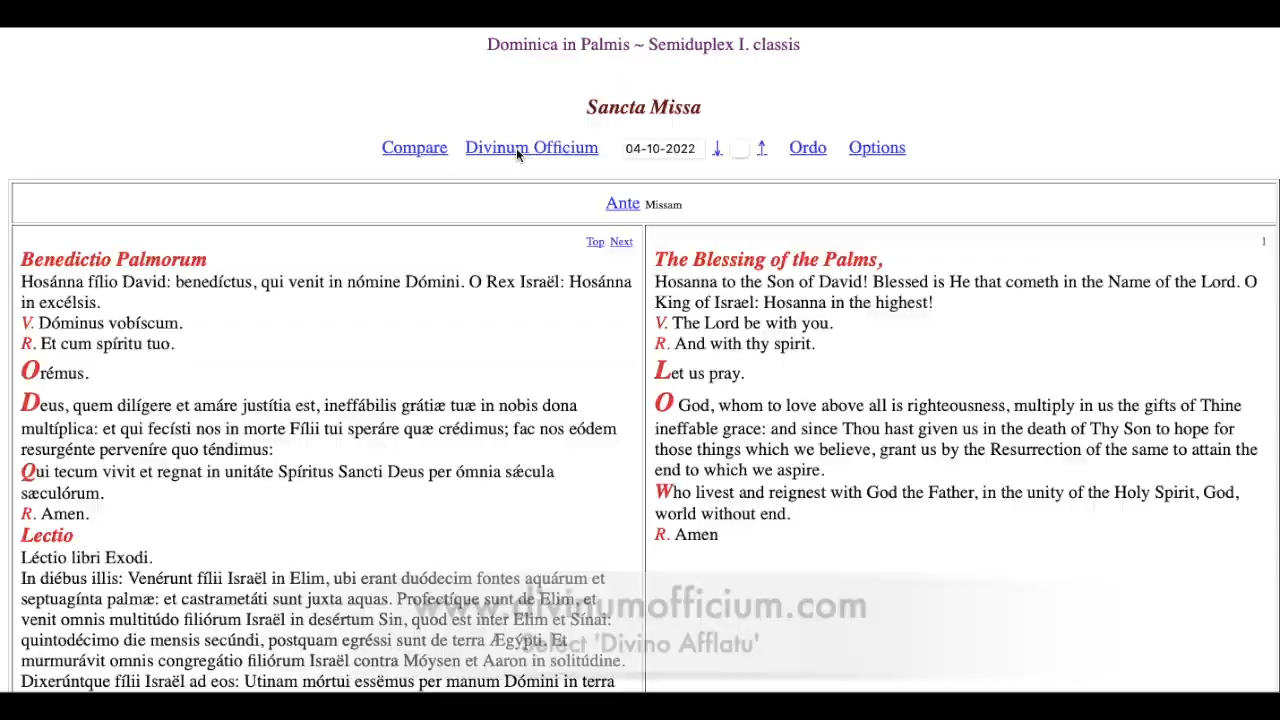 Dominica in Palmis ~ Semiduplex I. classis
Sancta Missa
Compare Divinum Officium 04-10-2022 ↓ ↑ Ordo Options
Ante Missam
Top Next
Benedictio Palmorum
Hosánna fílio David: benedíctus, qui venit in nómine Dómini. O Rex Israël: Hosánna
in excélsis.
V. Dóminus vobíscum.
R. Et cum spíritu tuo.
Orémus.
Deus, quem dilígere et amáre justítia est, ineffábilis grátiæ tuæ in nobis dona
multíplica: et qui fecísti nos in morte Fílii tui speráre quæ crédimus; fac nos eódem
resurgénte perveníre quo téndimus:
Qui tecum vivit et regnat in unitáte Spíritus Sancti Deus per ómnia sǽcula
sæculórum.
R. Amen.
Lectio
Léctio libri Exodi.
In diébus illis: Venérunt fílii Israël in Elim, ubi erant duódecim fontes aquárum et
septuagínta palmæ: et castrametáti sunt juxta aquas. Profectíque sunt de Elim, et
venit omnis multitúdo filiórum Israël in desértum Sin, quod est inter Elim et Sínai:
quintodécimo die mensis secúndi, postquam egréssi sunt de terra Ægýpti. Et
murmurávit omnis congregátio filiórum Israël contra Móysen et Aaron in solitúdine.
Dixerúntque fílii Israël ad eos: Utinam mórtui essëmus per manum Dómini in terra
1
The Blessing of the Palms,
Hosanna to the Son of David! Blessed is He that cometh in the Name of the Lord. O
King of Israel: Hosanna in the highest!
V. The Lord be with you.
R. And with thy spirit.
Let us pray.
O God, whom to love above all is righteousness, multiply in us the gifts of Thine
ineffable grace: and since Thou hast given us in the death of Thy Son to hope for
those things which we believe, grant us by the Resurrection of the same to attain the
end to which we aspire.
Who livest and reignest with God the Father, in the unity of the Holy Spirit, God,
world without end.
R. Amen
www.divinumofficium.com
Select 'Divino Afflatu'